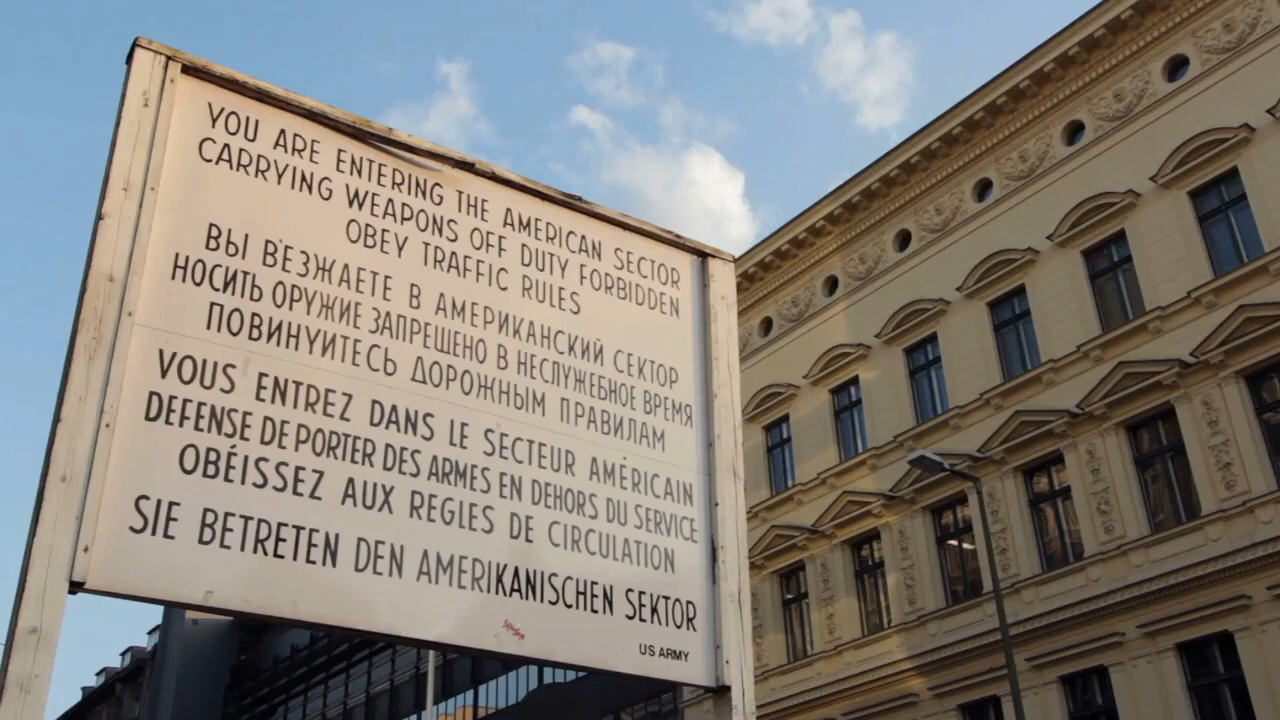 YOU ARE ENTERING THE AMERICAN SECTOR
CARRYING WEAPONS OFF DUTY FORBIDDEN
OBEY TRAFFIC RULES
ВЫ ВЪЕЗЖАЕТЕ В АМЕРИКАНСКИЙ СЕКТОР
НОСИТЬ ОРУЖИЕ ЗАПРЕЩЕНО В НЕСЛУЖЕБНОЕ ВРЕМЯ
ПОВИНУИТЕСЬ ДОРОЖНЫМ ПРАВИЛАМ
VOUS ENTREZ DANS LE SECTEUR AMÉRICAIN
DEFENSE DE PORTER DES ARMES EN DEHORS DU SERVICE
OBÉISSEZ AUX REGLES DE CIRCULATION
SIE BETRETEN DEN AMERIKANISCHEN SEKTOR
US ARMY